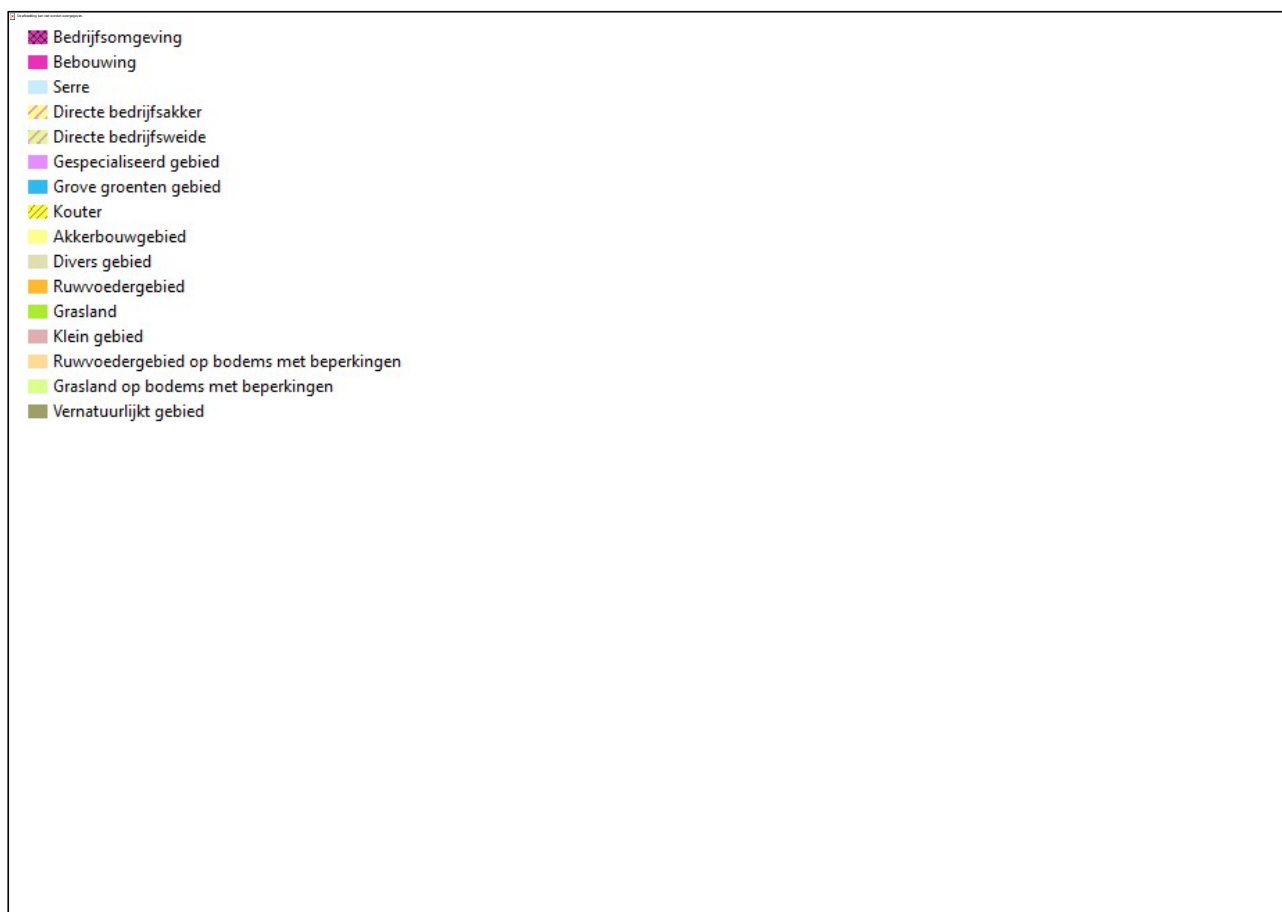 Bedrijfsomgeving
Bebouwing
Serre
Directe bedrijfsakker
Directe bedrijfsweide
Gespecialiseerd gebied
Grove groenten gebied
Kouter
Akkerbouwgebied
Divers gebied
Ruwvoedergebied
Grasland
Klein gebied
Ruwvoedergebied op bodems met beperkingen
Grasland op bodems met beperkingen
Vernatuurlijkt gebied